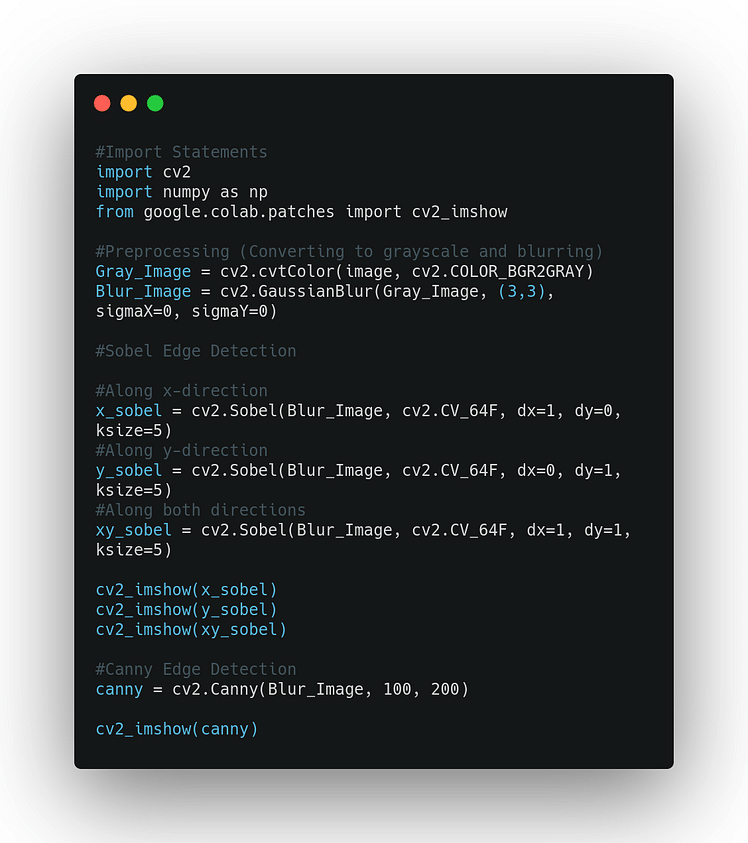 #Import Statements
import cv2
import numpy as np
from google.colab.patches import cv2_imshow
#Preprocessing (Converting to grayscale and blurring)
Gray_Image = cv2.cvtColor(image, cv2.COLOR_BGR2GRAY)
Blur_Image = cv2.GaussianBlur(Gray_Image, (3,3),
sigmaX=0, sigmaY=0)
#Sobel Edge Detection
#Along x-direction
x_sobel = cv2.Sobel(Blur_Image, cv2.CV_64F, dx=1, dy=0,
ksize=5)
#Along y-direction
y_sobel = cv2.Sobel(Blur_Image, cv2.CV_64F, dx=0, dy=1,
ksize=5)
#Along both directions
xy_sobel = cv2.Sobel(Blur_Image, cv2.CV_64F, dx=1, dy=1,
ksize=5)
cv2_imshow(x_sobel)
cv2_imshow(y_sobel)
cv2_imshow(xy_sobel)
#Canny Edge Detection
canny = cv2.Canny(Blur_Image, 100, 200)
cv2_imshow(canny)